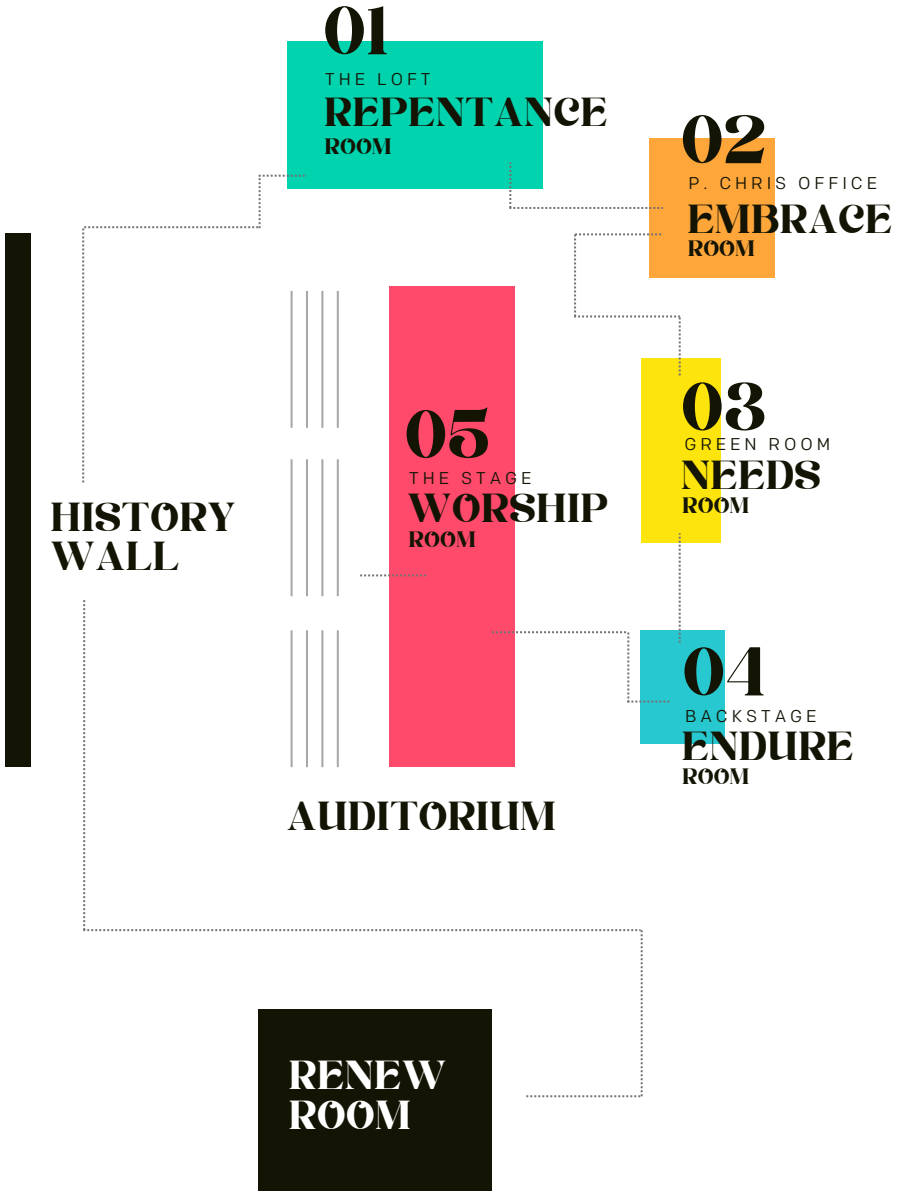 01
THE LOFT
REPENTANCE
ROOM
02
P. CHRIS OFFICE
EMBRACE
ROOM
03
GREEN ROOM
NEEDS
ROOM
05
THE STAGE
WORSHIP
ROOM
HISTORY
WALL
04
BACKSTAGE
ENDURE
ROOM
AUDITORIUM
RENEW
ROOM